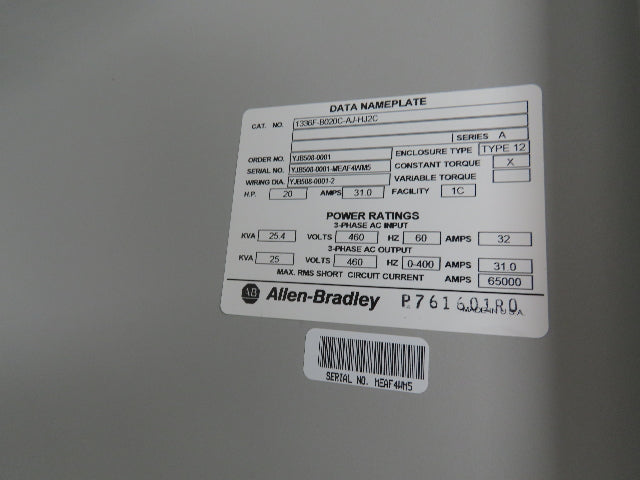 DATA NAMEPLATE
CAT. NO. 1336F-B020C-AJ-HJ2C
SERIES A
ORDER NO. YJB508-0001 ENCLOSURE TYPE TYPE 12
SERIAL NO. YJB508-0001-MEAF4WM5 CONSTANT TORQUE X
WIRING DIA. YJB508-0001-2 VARIABLE TORQUE
H.P. 20 AMPS 31.0 FACILITY 1C
POWER RATINGS
3-PHASE AC INPUT
KVA 25.4 VOLTS 460 HZ 60 AMPS 32
3-PHASE AC OUTPUT
KVA 25 VOLTS 460 HZ 0-400 AMPS 31.0
MAX. RMS SHORT CIRCUIT CURRENT AMPS 65000
AB Allen-Bradley P761601R0
MADE IN U.S.A.
SERIAL NO. MEAF4WM5